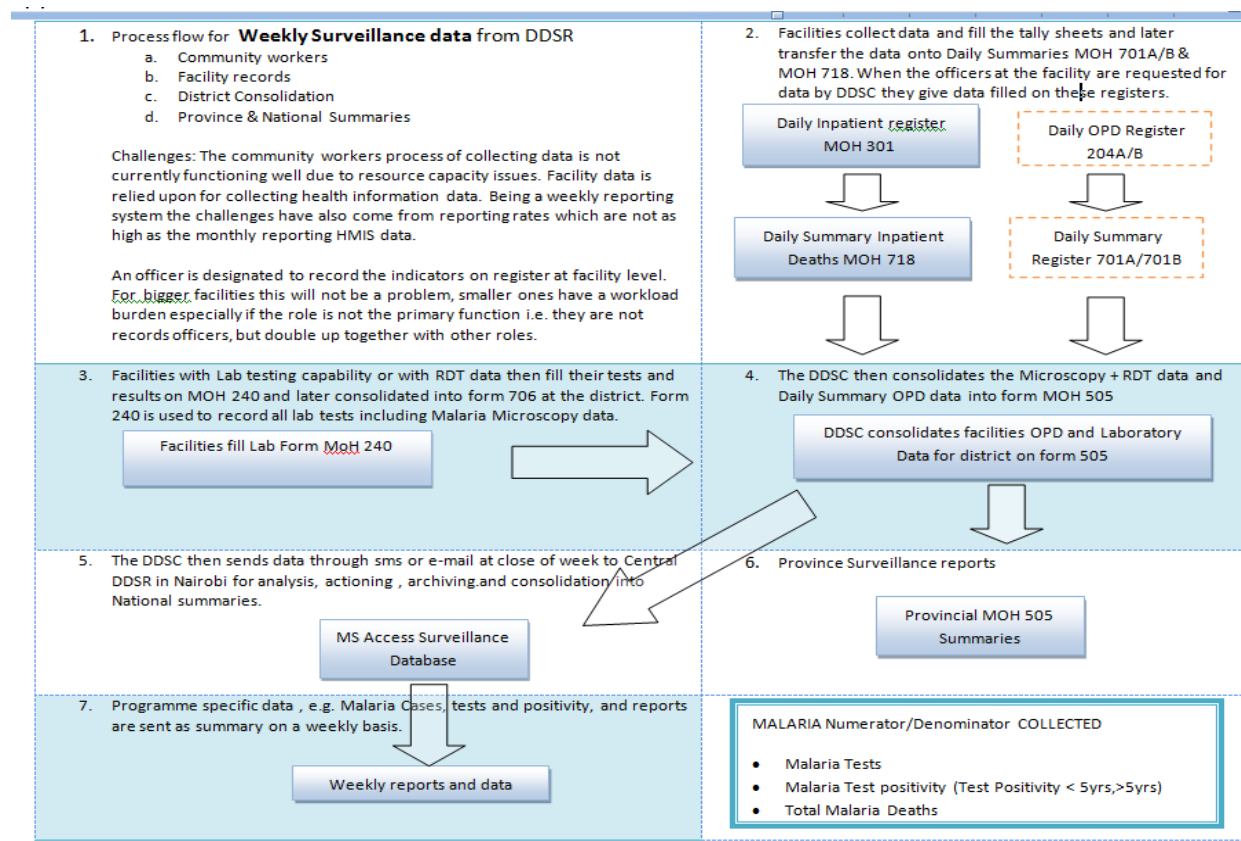 1. Process flow for Weekly Surveillance data from DDSR
a. Community workers
b. Facility records
c. District Consolidation
d. Province & National Summaries
Challenges: The community workers process of collecting data is not
currently functioning well due to resource capacity issues. Facility data is
relied upon for collecting health information data. Being a weekly reporting
system the challenges have also come from reporting rates which are not as
high as the monthly reporting HMIS data.
An officer is designated to record the indicators on register at facility level.
For bigger facilities this will not be a problem, smaller ones have a workload
burden especially if the role is not the primary function i.e. they are not
records officers, but double up together with other roles.
2. Facilities collect data and fill the tally sheets and later
transfer the data onto Daily Summaries MOH 701A/B &
MOH 718. When the officers at the facility are requested for
data by DDSC they give data filled on these registers.
Daily Inpatient register
MOH 301
Daily OPD Register
204A/B
Daily Summary Inpatient
Deaths MOH 718
Daily Summary
Register 701A/701B
3. Facilities with Lab testing capability or with RDT data then fill their tests and
results on MOH 240 and later consolidated into form 706 at the district. Form
240 is used to record all lab tests including Malaria Microscopy data.
Facilities fill Lab Form MoH 240
4. The DDSC then consolidates the Microscopy + RDT data and
Daily Summary OPD data into form MOH 505
DDSC consolidates facilities OPD and Laboratory
Data for district on form 505
5. The DDSC then sends data through sms or e-mail at close of week to Central
DDSR in Nairobi for analysis, actioning , archiving.and consolidation into
National summaries.
MS Access Surveillance
Database
6. Province Surveillance reports
Provincial MOH 505
Summaries
7. Programme specific data , e.g. Malaria Cases, tests and positivity, and reports
are sent as summary on a weekly basis.
Weekly reports and data
MALARIA Numerator/Denominator COLLECTED
• Malaria Tests
• Malaria Test positivity (Test Positivity < 5yrs,>5yrs)
• Total Malaria Deaths